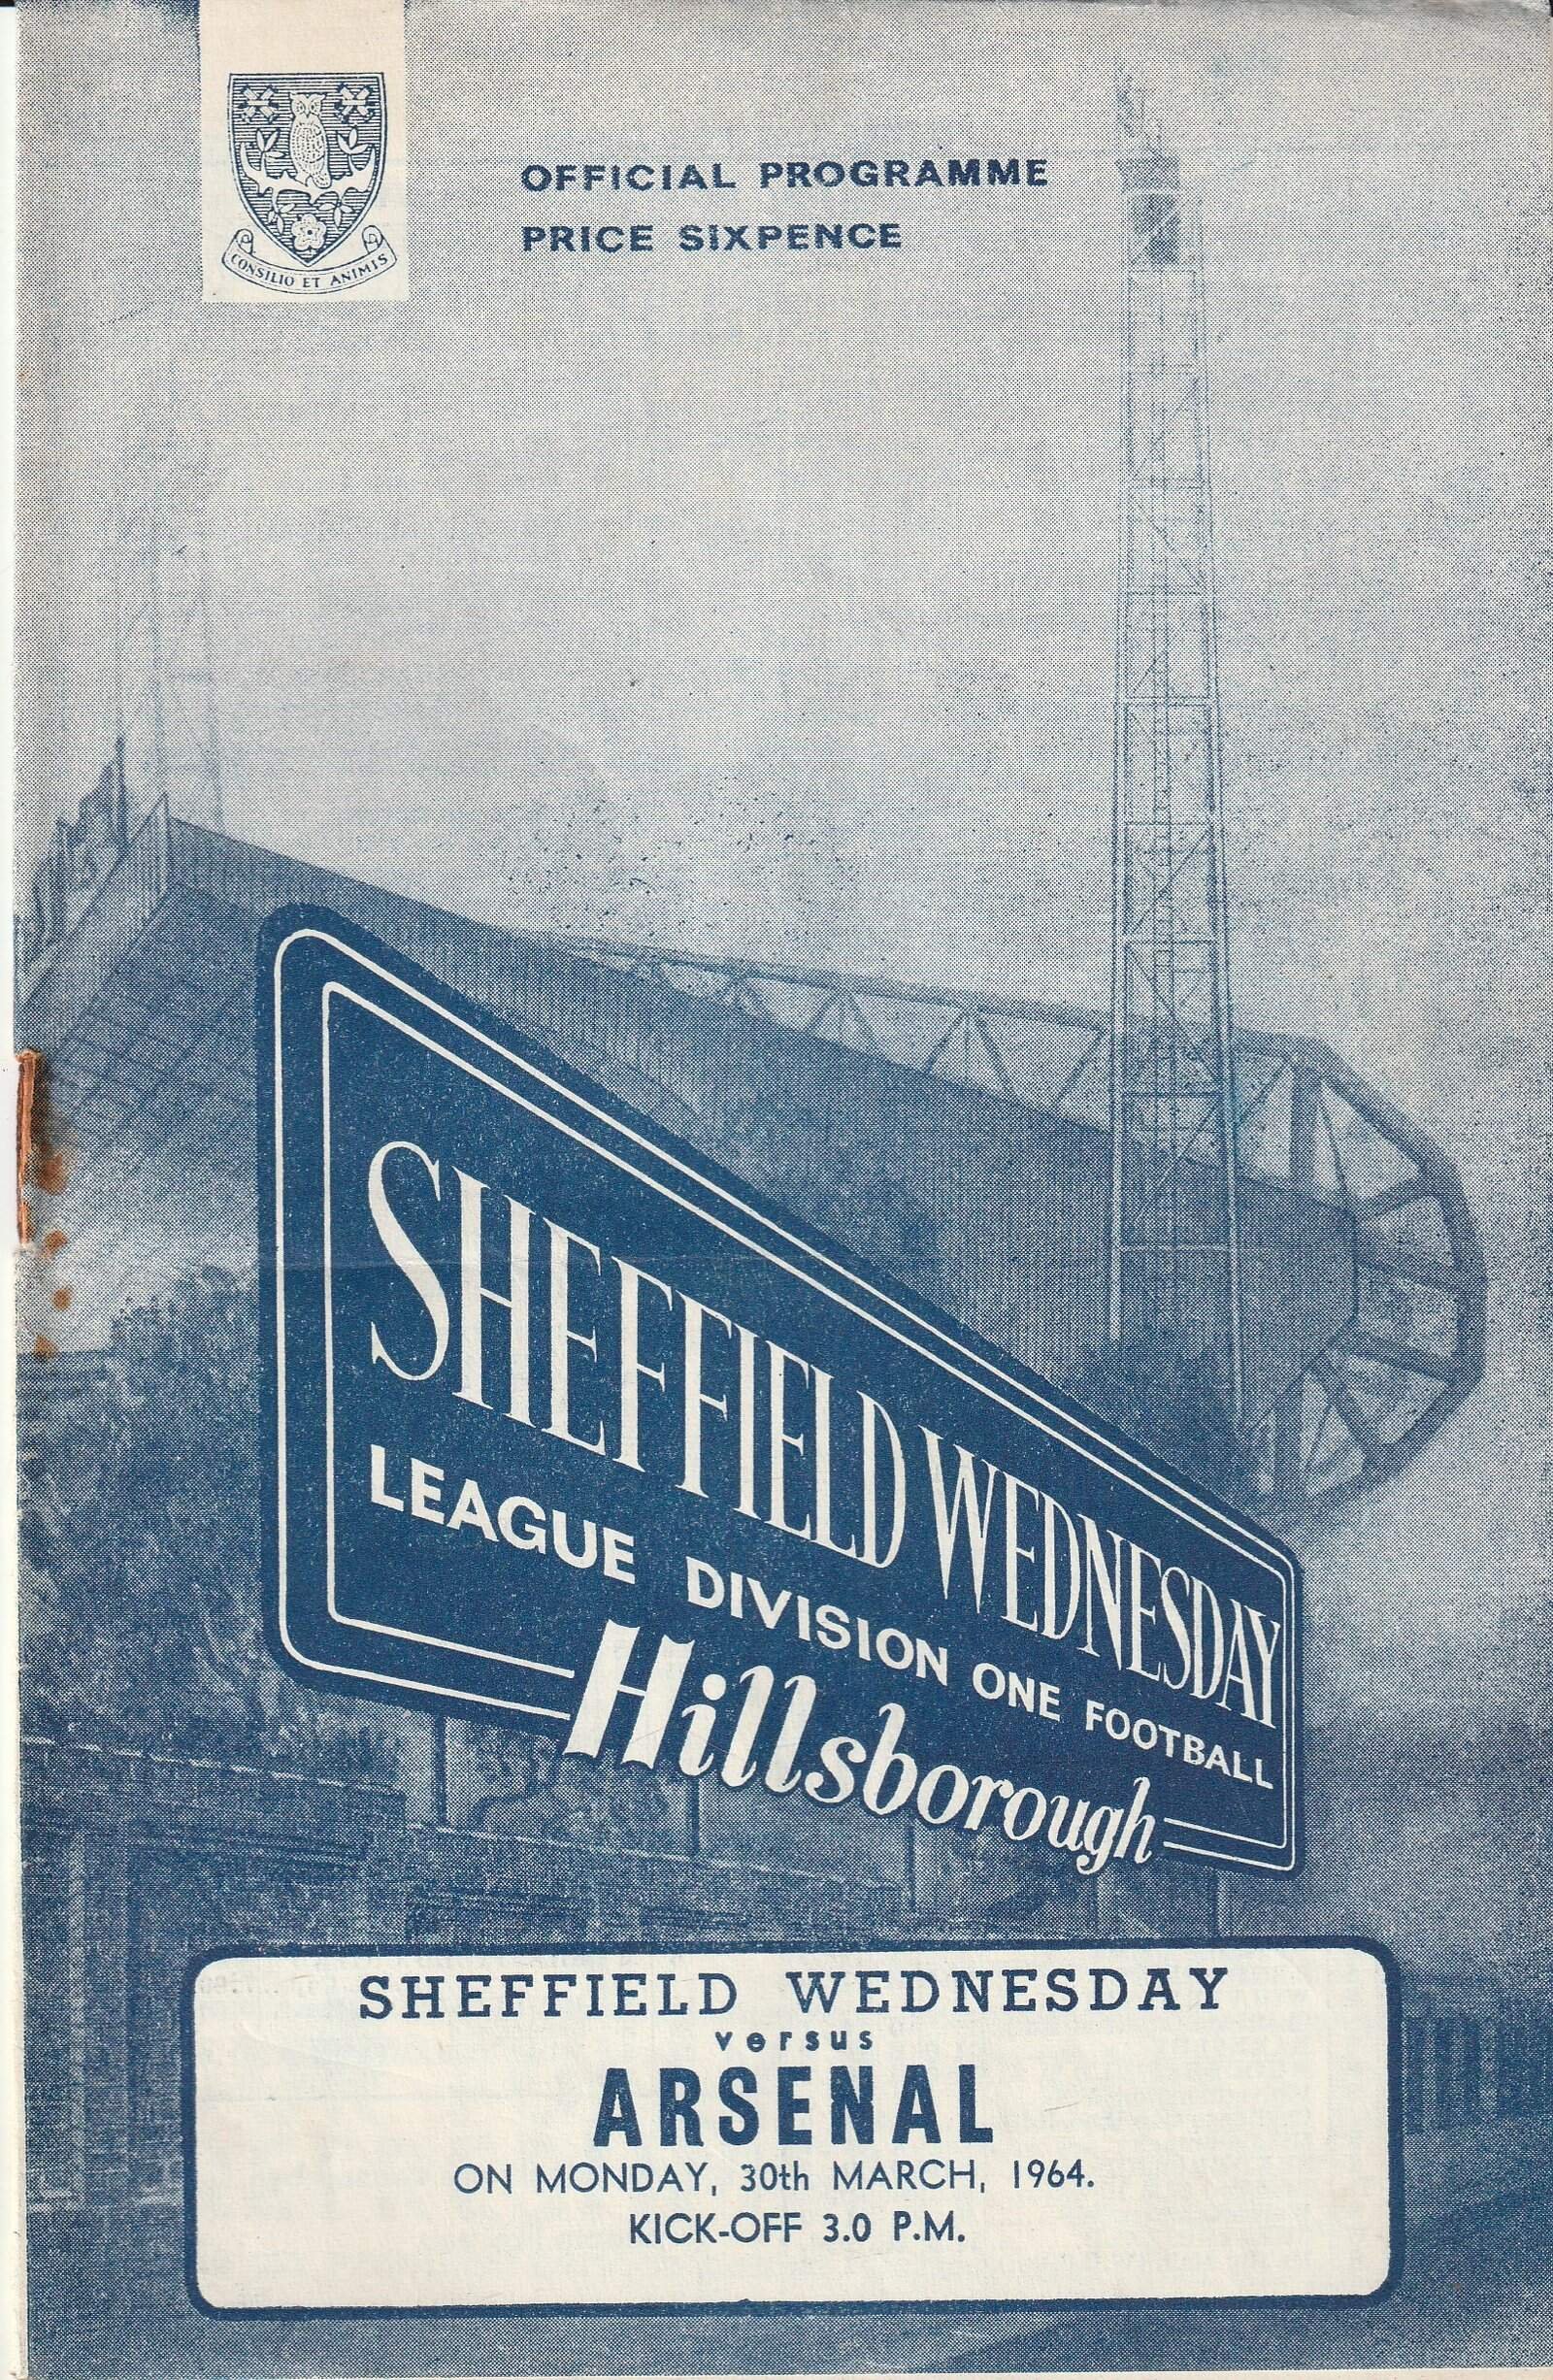 CONSILIO ET ANIMIS
OFFICIAL PROGRAMME
PRICE SIXPENCE
SHEFFIELD WEDNESDAY
LEAGUE DIVISION ONE FOOTBALL
Hillsborough
SHEFFIELD WEDNESDAY
versus
ARSENAL
ON MONDAY, 30th MARCH, 1964.
KICK-OFF 3.0 P.M.